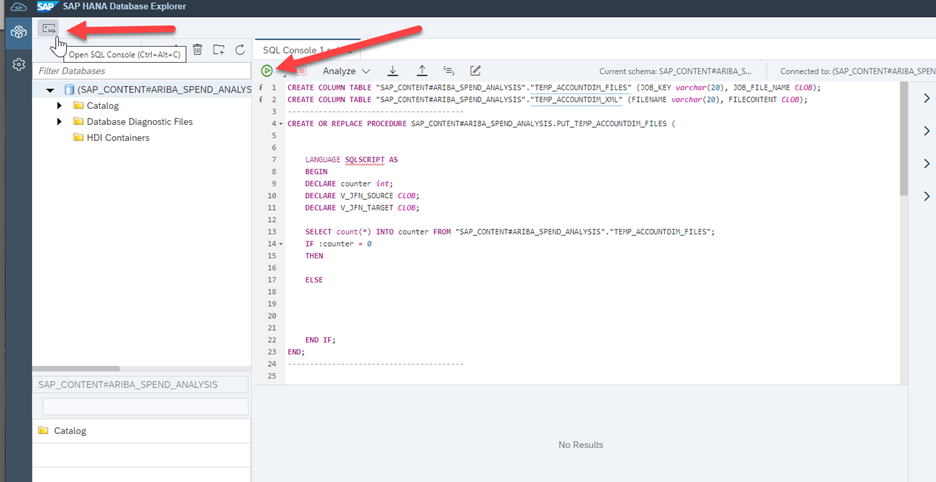 SAP SAP HANA Database Explorer
SQL
Open SQL Console (Ctrl+Alt+C)
Filter Databases
(SAP_CONTENT#ARIBA_SPEND_ANALYS
Catalog
Database Diagnostic Files
HDI Containers
SAP_CONTENT#ARIBA_SPEND_ANALYSIS
Catalog
SQL Console 1
Analyze
Current schema: SAP_CONTENT#ARIBA_S...
Connected to: (SAP_CONTENT#ARIBA_SPEN
1 CREATE COLUMN TABLE "SAP_CONTENT#ARIBA_SPEND_ANALYSIS"."TEMP_ACCOUNTDIM_FILES" (JOB_KEY varchar(20), JOB_FILE_NAME CLOB);
2 CREATE COLUMN TABLE "SAP_CONTENT#ARIBA_SPEND_ANALYSIS"."TEMP_ACCOUNTDIM_XML" (FILENAME varchar(20), FILECONTENT CLOB);
3 ----------------------------------------
4 CREATE OR REPLACE PROCEDURE SAP_CONTENT#ARIBA_SPEND_ANALYSIS.PUT_TEMP_ACCOUNTDIM_FILES (
5
6
7 LANGUAGE SQLSCRIPT AS
8 BEGIN
9 DECLARE counter int;
10 DECLARE V_JFN_SOURCE CLOB;
11 DECLARE V_JFN_TARGET CLOB;
12
13 SELECT count(*) INTO counter FROM "SAP_CONTENT#ARIBA_SPEND_ANALYSIS"."TEMP_ACCOUNTDIM_FILES";
14 IF :counter = 0
15 THEN
16
17 ELSE
18
19
20
21
22 END IF;
23 END;
24 ----------------------------------------
25
No Results